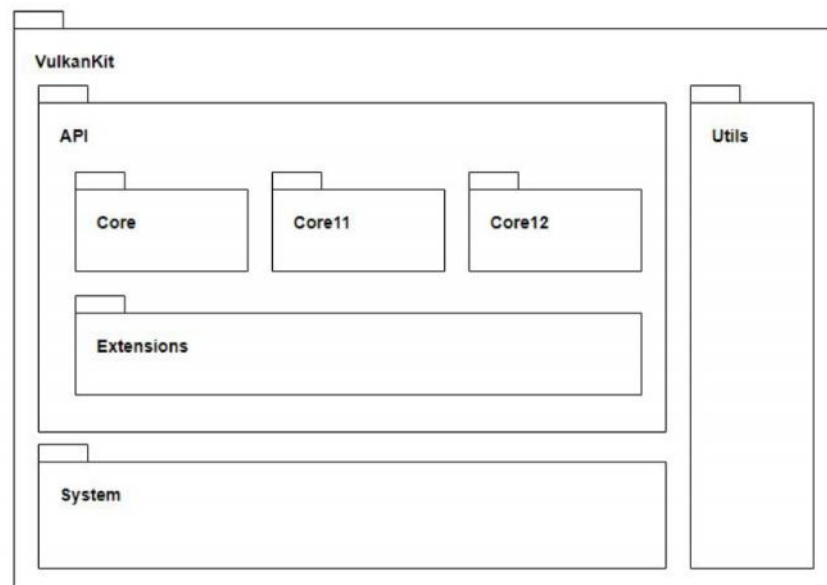 VulkanKit
API
Utils
Core
Core11
Core12
Extensions
System